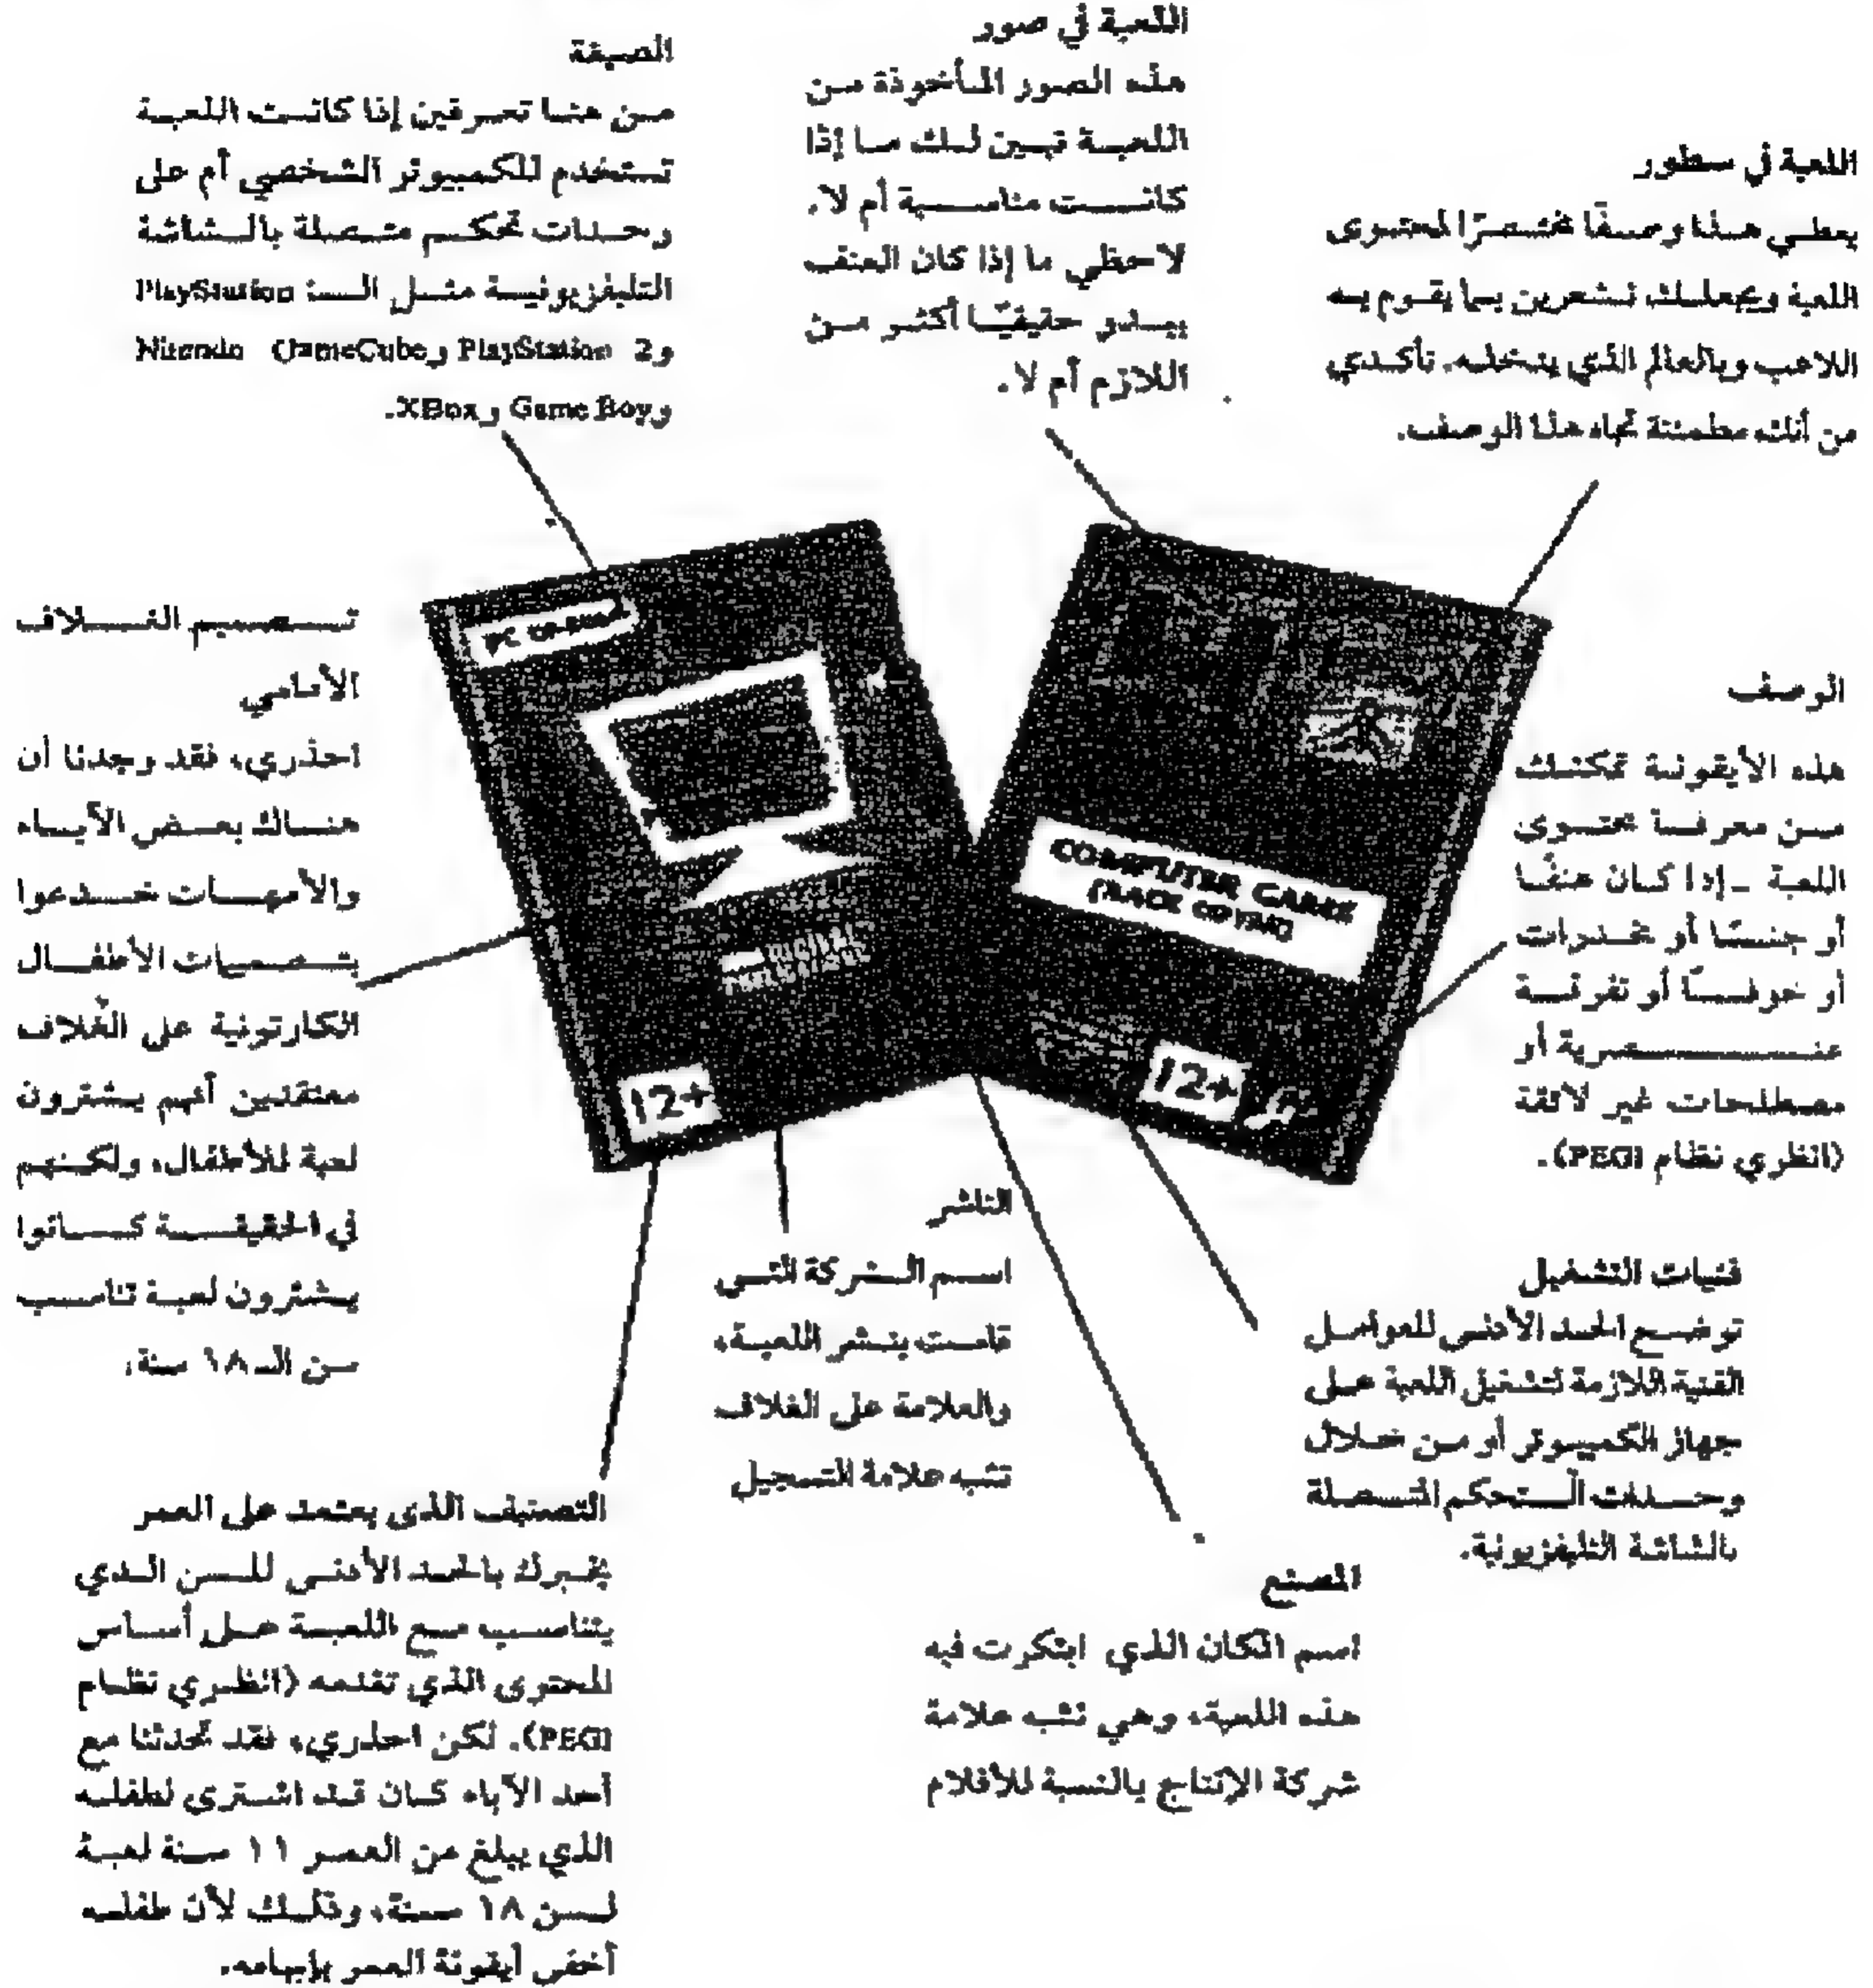 اللعبة في سطور
يعطي هذا وصفًا مختصرًا لمحتوى
اللعبة ويجعلك تشعرين بما يقوم به
اللاعب وبالعالم الذي يدخله. تأكدي
من أنك مطمئنة تجاه هذا الوصف.
اللعبة في صور
هذه الصور المأخوذة من
اللعبة تبين لك ما إذا
كانت مناسبة أم لا.
لاحظي ما إذا كان العنف
يبدو حقيقيًا أكثر من
اللازم أم لا.
الصيغة
من هنا تعرفين إذا كانت اللعبة
تستخدم للكمبيوتر الشخصي أم على
وحدات تحكم متصلة بالشاشة
التليفزيونية مثل الـ PlayStation
و2 PlayStation وNitendo GameCube
وGame Boy وXBox.
الوصف
هذه الأيقونة تمكنك
من معرفة محتوى
اللعبة - إذا كان عنفًا
أو جنسًا أو مخدرات
أو خوفًا أو تفرقة
عنصرية أو
مصطلحات غير لائقة
(انظري نظام PEGI).
COMPUTER GAME
(BACK COVER)
12+
PC CD-ROM
12+
تصميم الغلاف
الأمامي
احذري، فقد وجدنا أن
هناك بعض الآباء
والأمهات خدعوا
بتصميمات الأطفال
الكارتونية على الغلاف
معتقدين أنهم يشترون
لعبة للأطفال، ولكنهم
في الحقيقة كانوا
يشترون لعبة تناسب
سن الـ ١٨ سنة.
فنيات التشغيل
توضيح الحد الأدنى للعوامل
الفنية اللازمة لتشغيل اللعبة على
جهاز الكمبيوتر أو من خلال
وحدات التحكم المتصلة
بالشاشة التليفزيونية.
الناشر
اسم الشركة التي
قامت بنشر اللعبة،
والعلامة على الغلاف
تشبه علامة التسجيل
المصنع
اسم المكان الذي ابتكرت فيه
هذه اللعبة، وهي تشبه علامة
شركة الإنتاج بالنسبة للأفلام
التصنيف الذي يعتمد على العمر
يخبرك بالحد الأدنى للسن الذي
يتناسب مع اللعبة على أساس
المحتوى الذي تقدمه (انظري نظام
PEGI). لكن احذري، فقد تحدثنا مع
أحد الآباء كان قد اشترى لطفله
الذي يبلغ من العمر ١١ سنة لعبة
لسن ١٨ سنة، وذلك لأن طفله
أخفى أيقونة العمر بإبهامه.